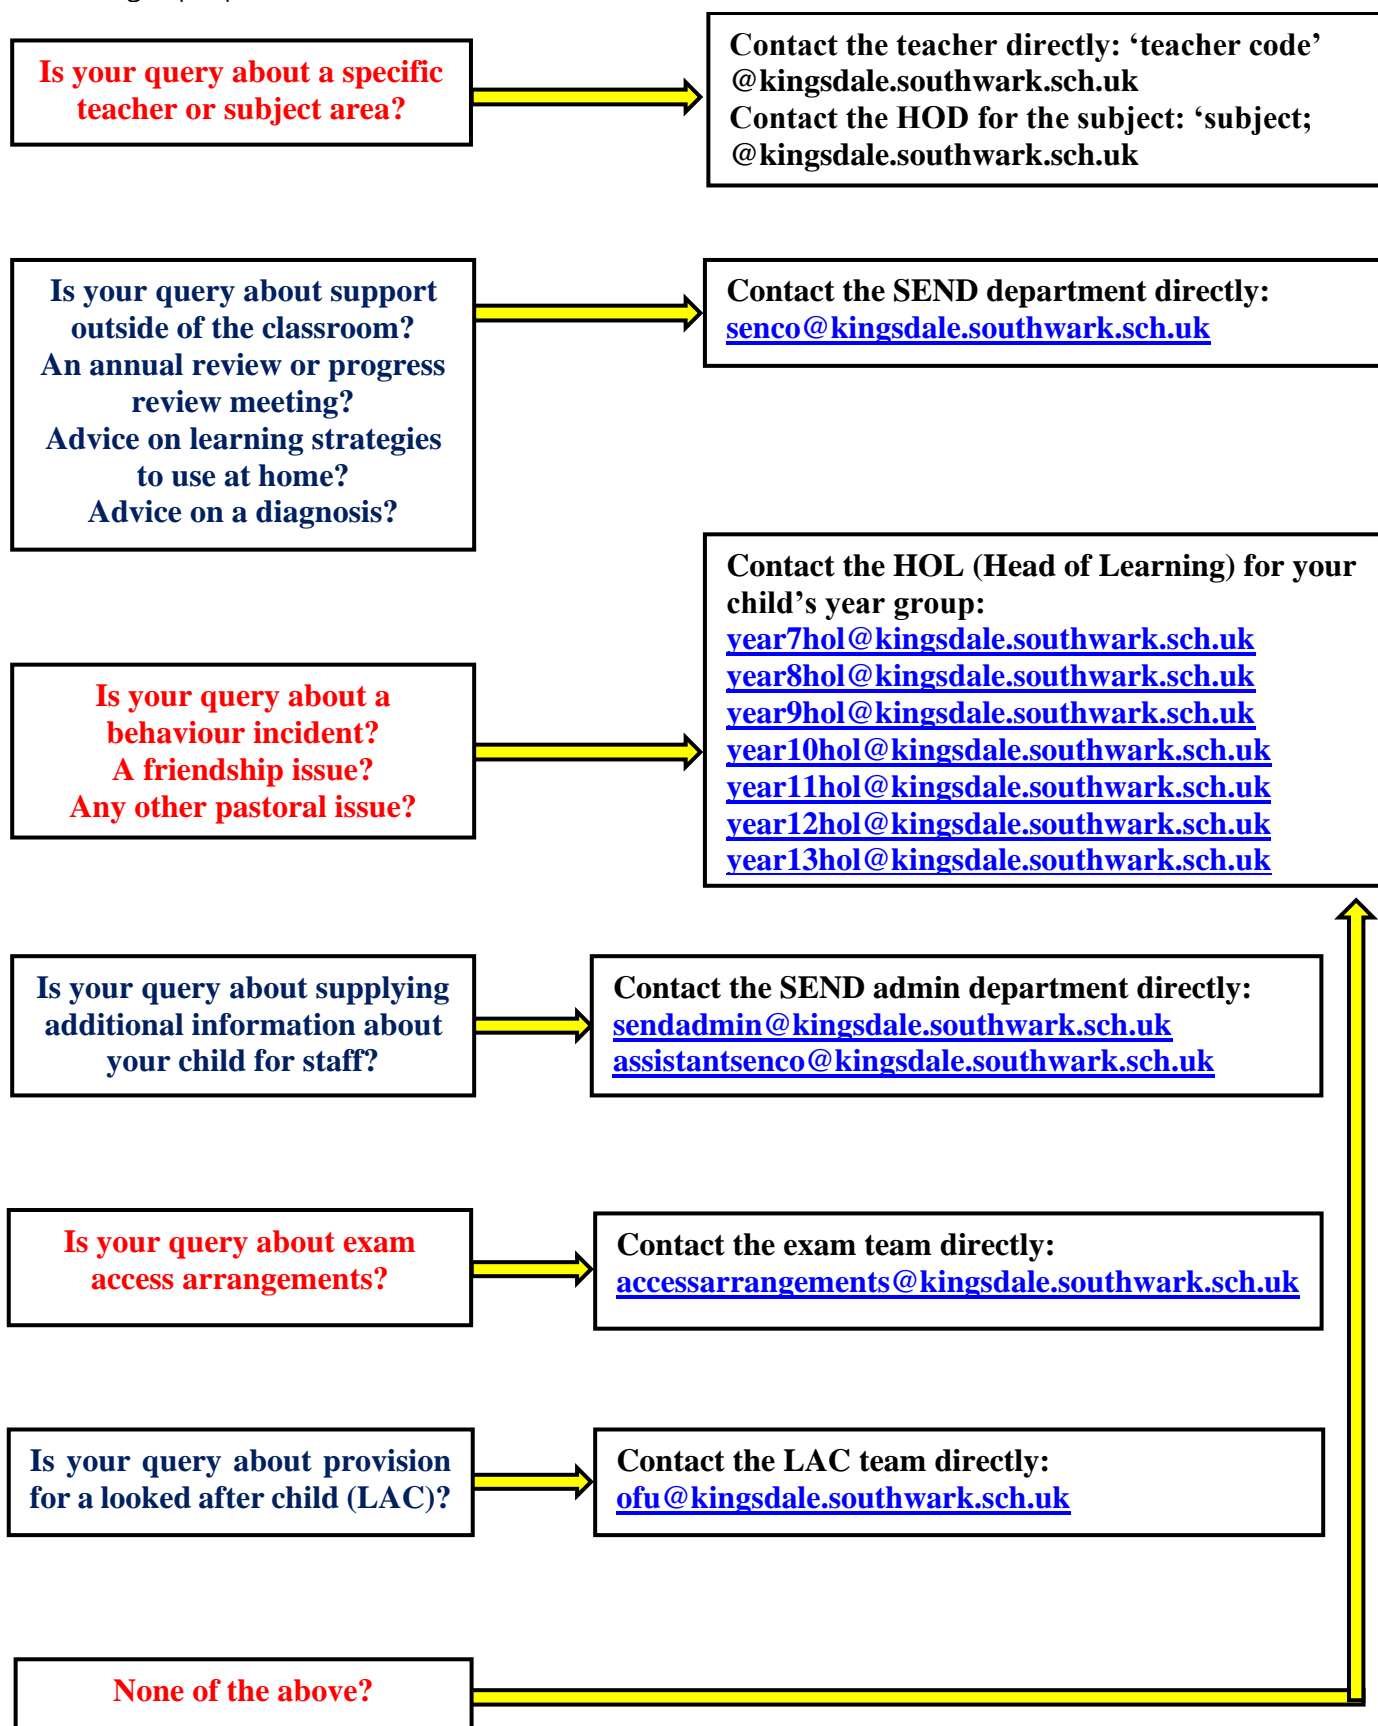 Is your query about a specific
teacher or subject area?
Contact the teacher directly: ‘teacher code’
@kingsdale.southwark.sch.uk
Contact the HOD for the subject: ‘subject;
@kingsdale.southwark.sch.uk
Is your query about support
outside of the classroom?
An annual review or progress
review meeting?
Advice on learning strategies
to use at home?
Advice on a diagnosis?
Contact the SEND department directly:
senco@kingsdale.southwark.sch.uk
Is your query about a
behaviour incident?
A friendship issue?
Any other pastoral issue?
Contact the HOL (Head of Learning) for your
child’s year group:
year7hol@kingsdale.southwark.sch.uk
year8hol@kingsdale.southwark.sch.uk
year9hol@kingsdale.southwark.sch.uk
year10hol@kingsdale.southwark.sch.uk
year11hol@kingsdale.southwark.sch.uk
year12hol@kingsdale.southwark.sch.uk
year13hol@kingsdale.southwark.sch.uk
Is your query about supplying
additional information about
your child for staff?
Contact the SEND admin department directly:
sendadmin@kingsdale.southwark.sch.uk
assistantsenco@kingsdale.southwark.sch.uk
Is your query about exam
access arrangements?
Contact the exam team directly:
accessarrangements@kingsdale.southwark.sch.uk
Is your query about provision
for a looked after child (LAC)?
Contact the LAC team directly:
ofu@kingsdale.southwark.sch.uk
None of the above?